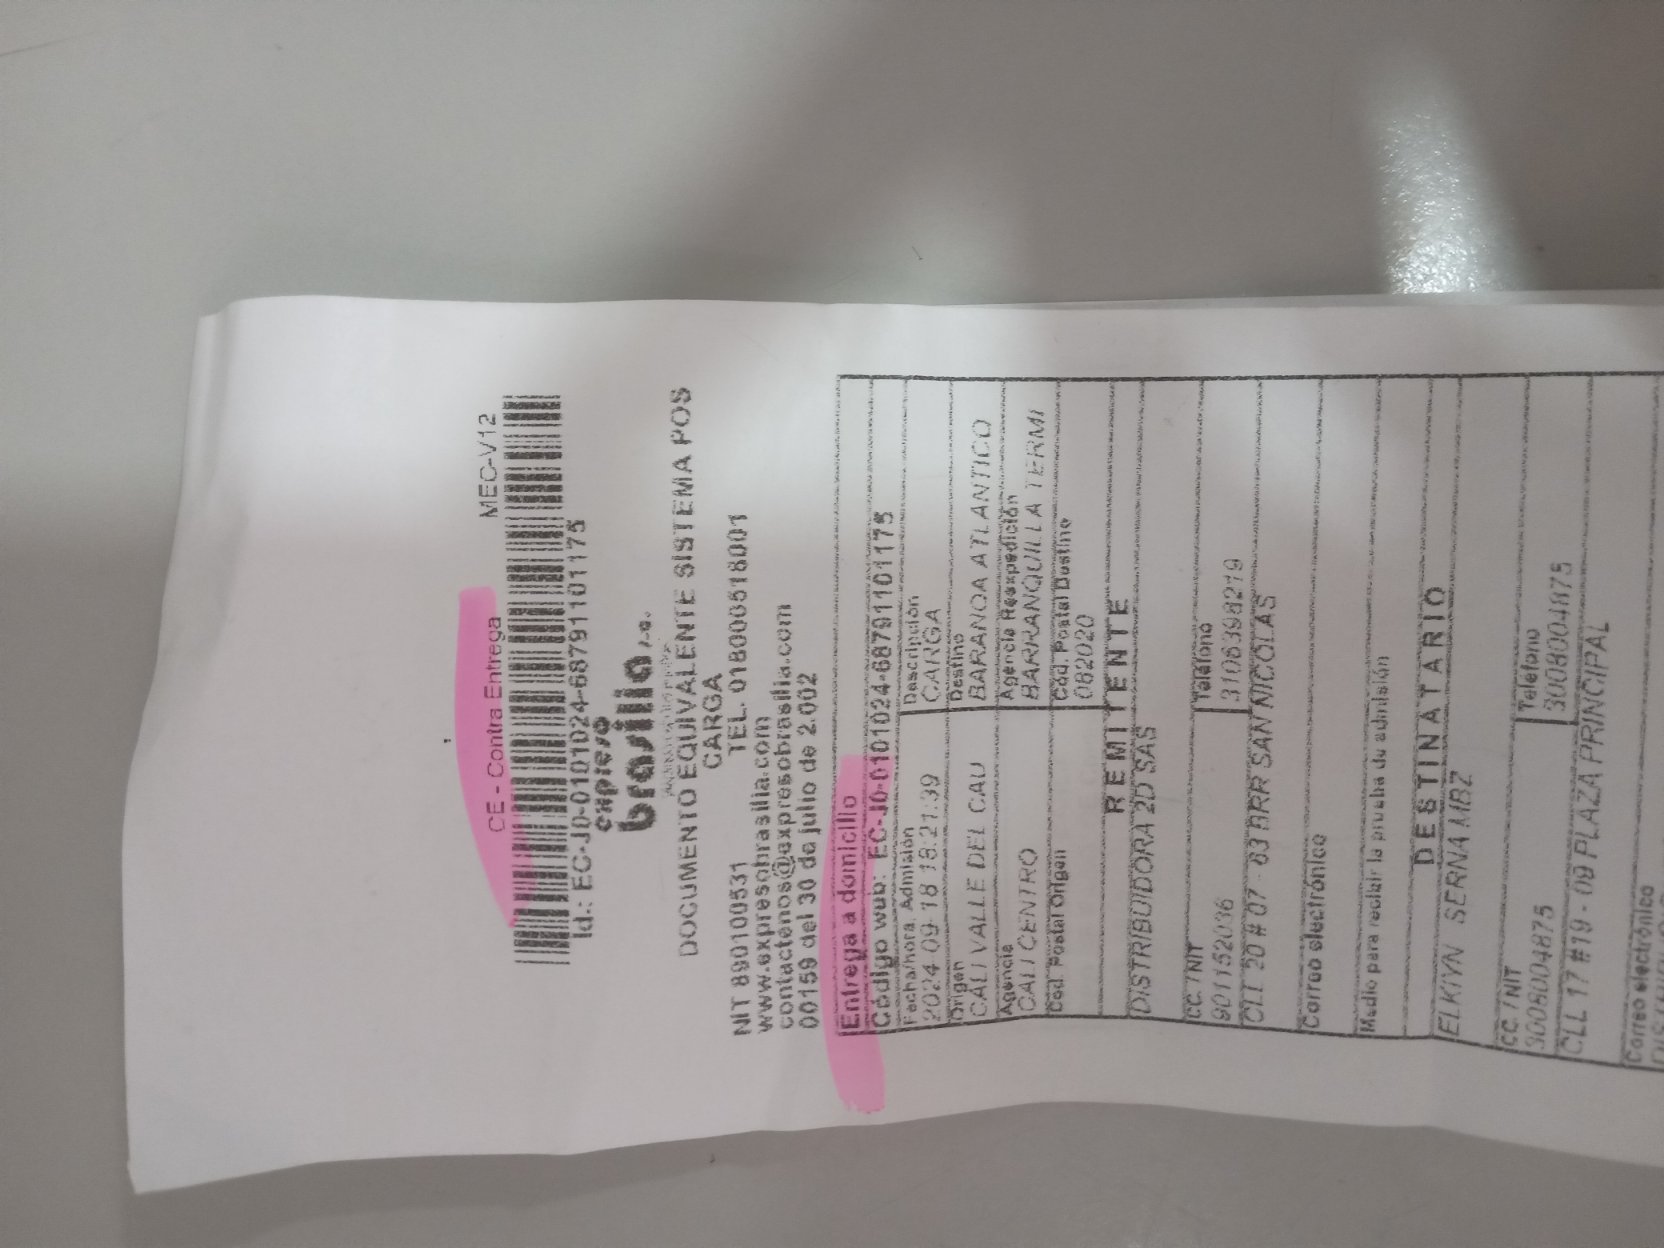 CE - Contra Entrega MEC-V12
Id.: EC-J0-0101024-68791101175
expreso
brasilia
DOCUMENTO EQUIVALENTE SISTEMA POS
CARGA
NIT 890100531 TEL. 018000518001
www.expresobrasilia.com
contactenos@expresobrasilia.com
00159 del 30 de julio de 2.002
Entrega a domicilio
Código web: EC-J0-0101024-68791101175
Fecha/hora. Admisión Descripción
2024-09-18 18:21:39 CARGA
Origen Destino
CALI VALLE DEL CAU BARANOA ATLANTICO
Agencia Agencia Reexpedición
CALI CENTRO BARRANQUILLA TERMI
Cod. Postal Origen Cod. Postal Destino
082020
REMITENTE
DISTRIBUIDORA 2D SAS
CC. / NIT Teléfono
901152036 3106398219
CLL 20 # 07 - 63 BRR SAN NICOLAS
Correo electrónico
Medio para recibir la prueba de admisión
DESTINATARIO
ELKIYN SERNA MBZ
CC. / NIT Teléfono
3008004875 3008004875
CLL 17 # 19 - 09 PLAZA PRINCIPAL
Correo electrónico